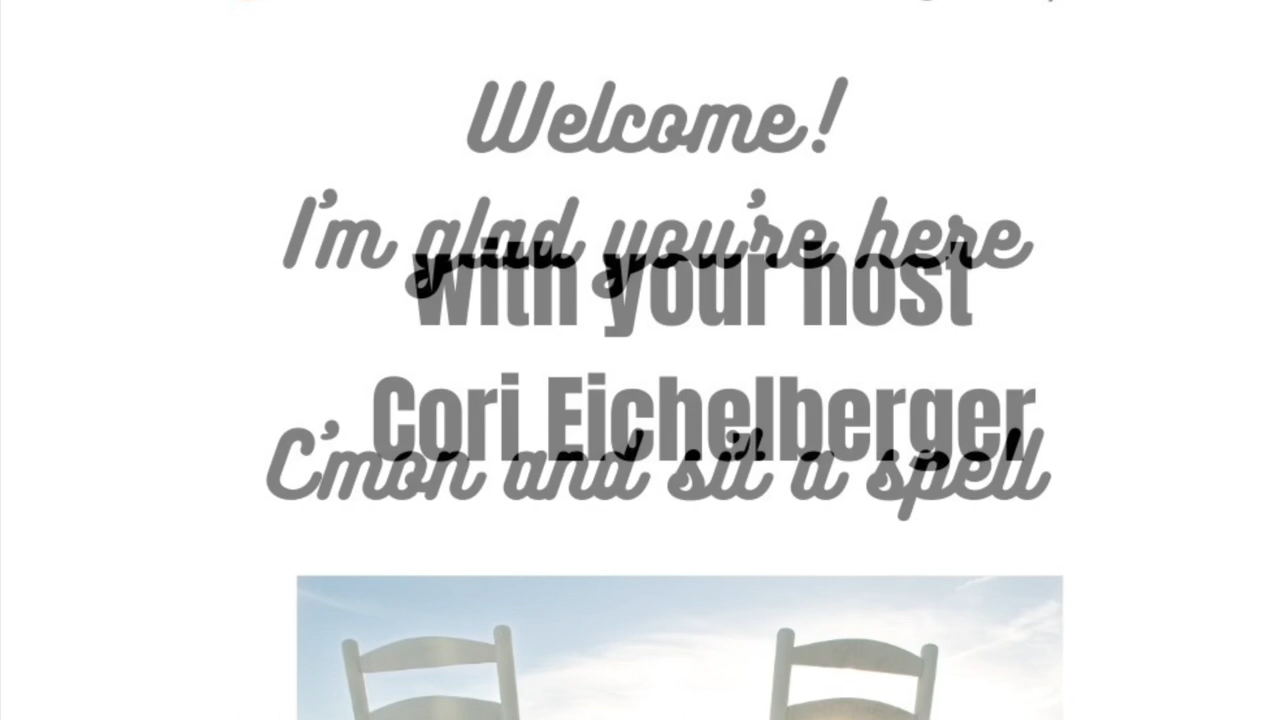 Welcome!
I'm glad you're here
with your host
Cori Eichelberger
C'mon and sit a spell